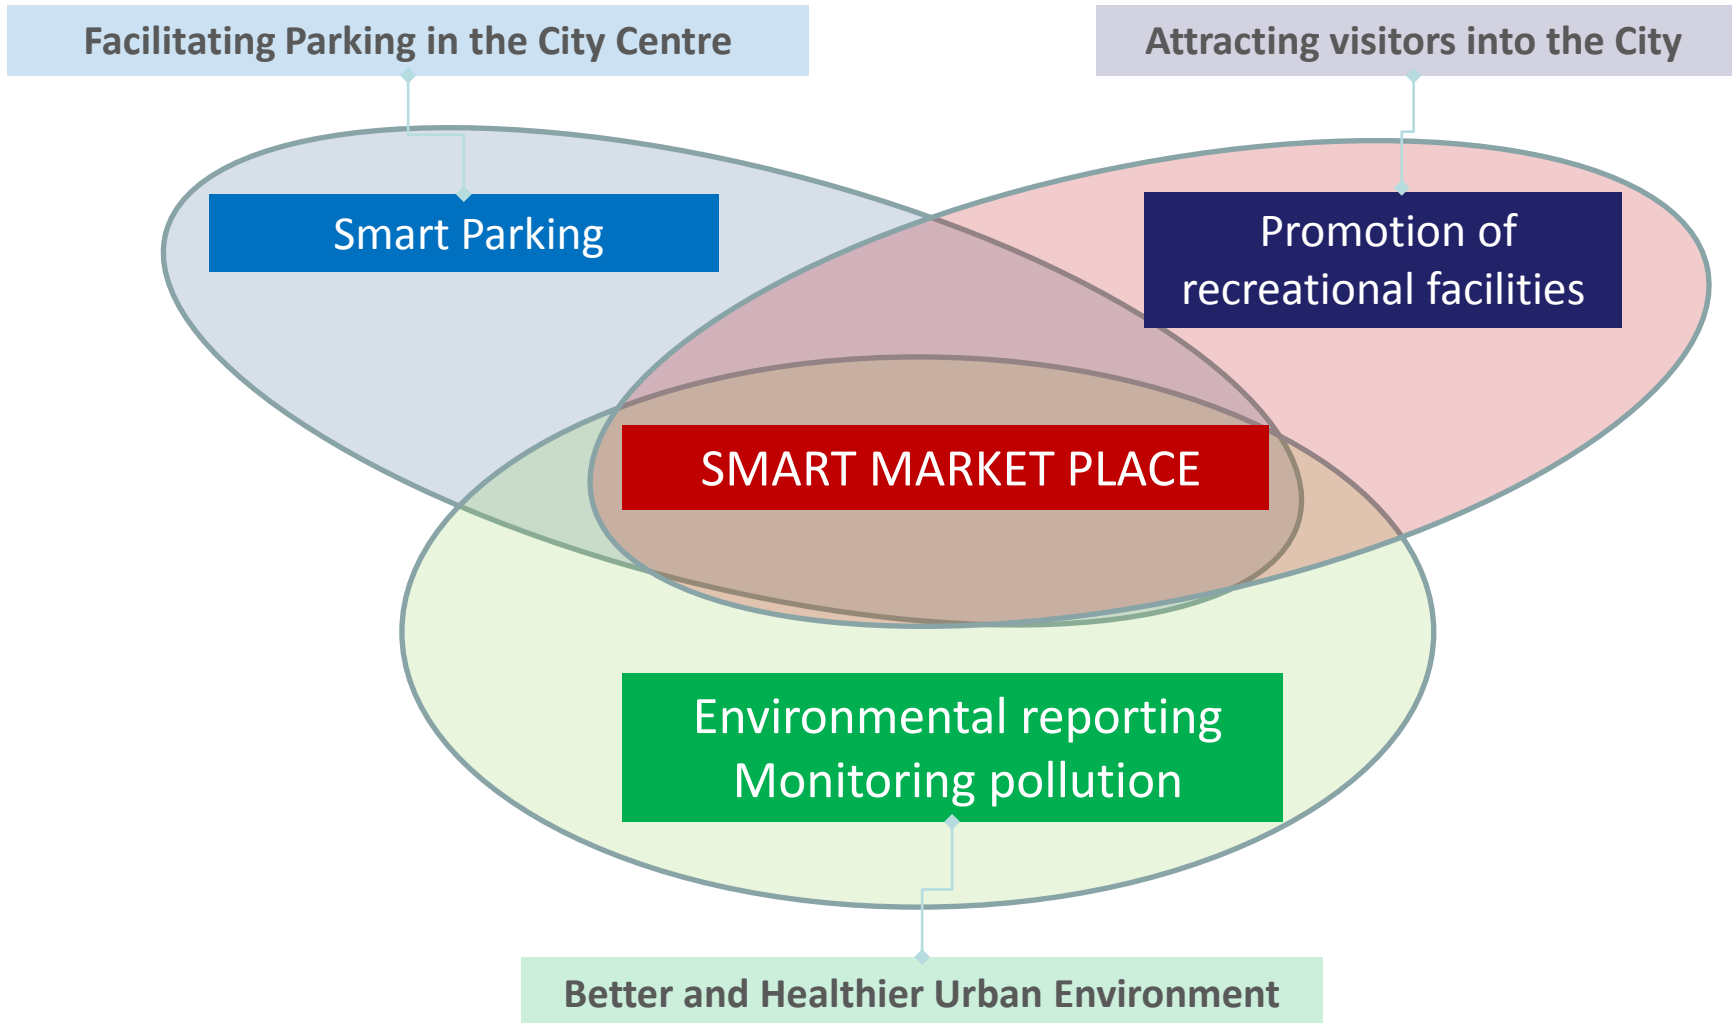 Facilitating Parking in the City Centre
Attracting visitors into the City
Smart Parking
Promotion of
recreational facilities
SMART MARKET PLACE
Environmental reporting
Monitoring pollution
Better and Healthier Urban Environment